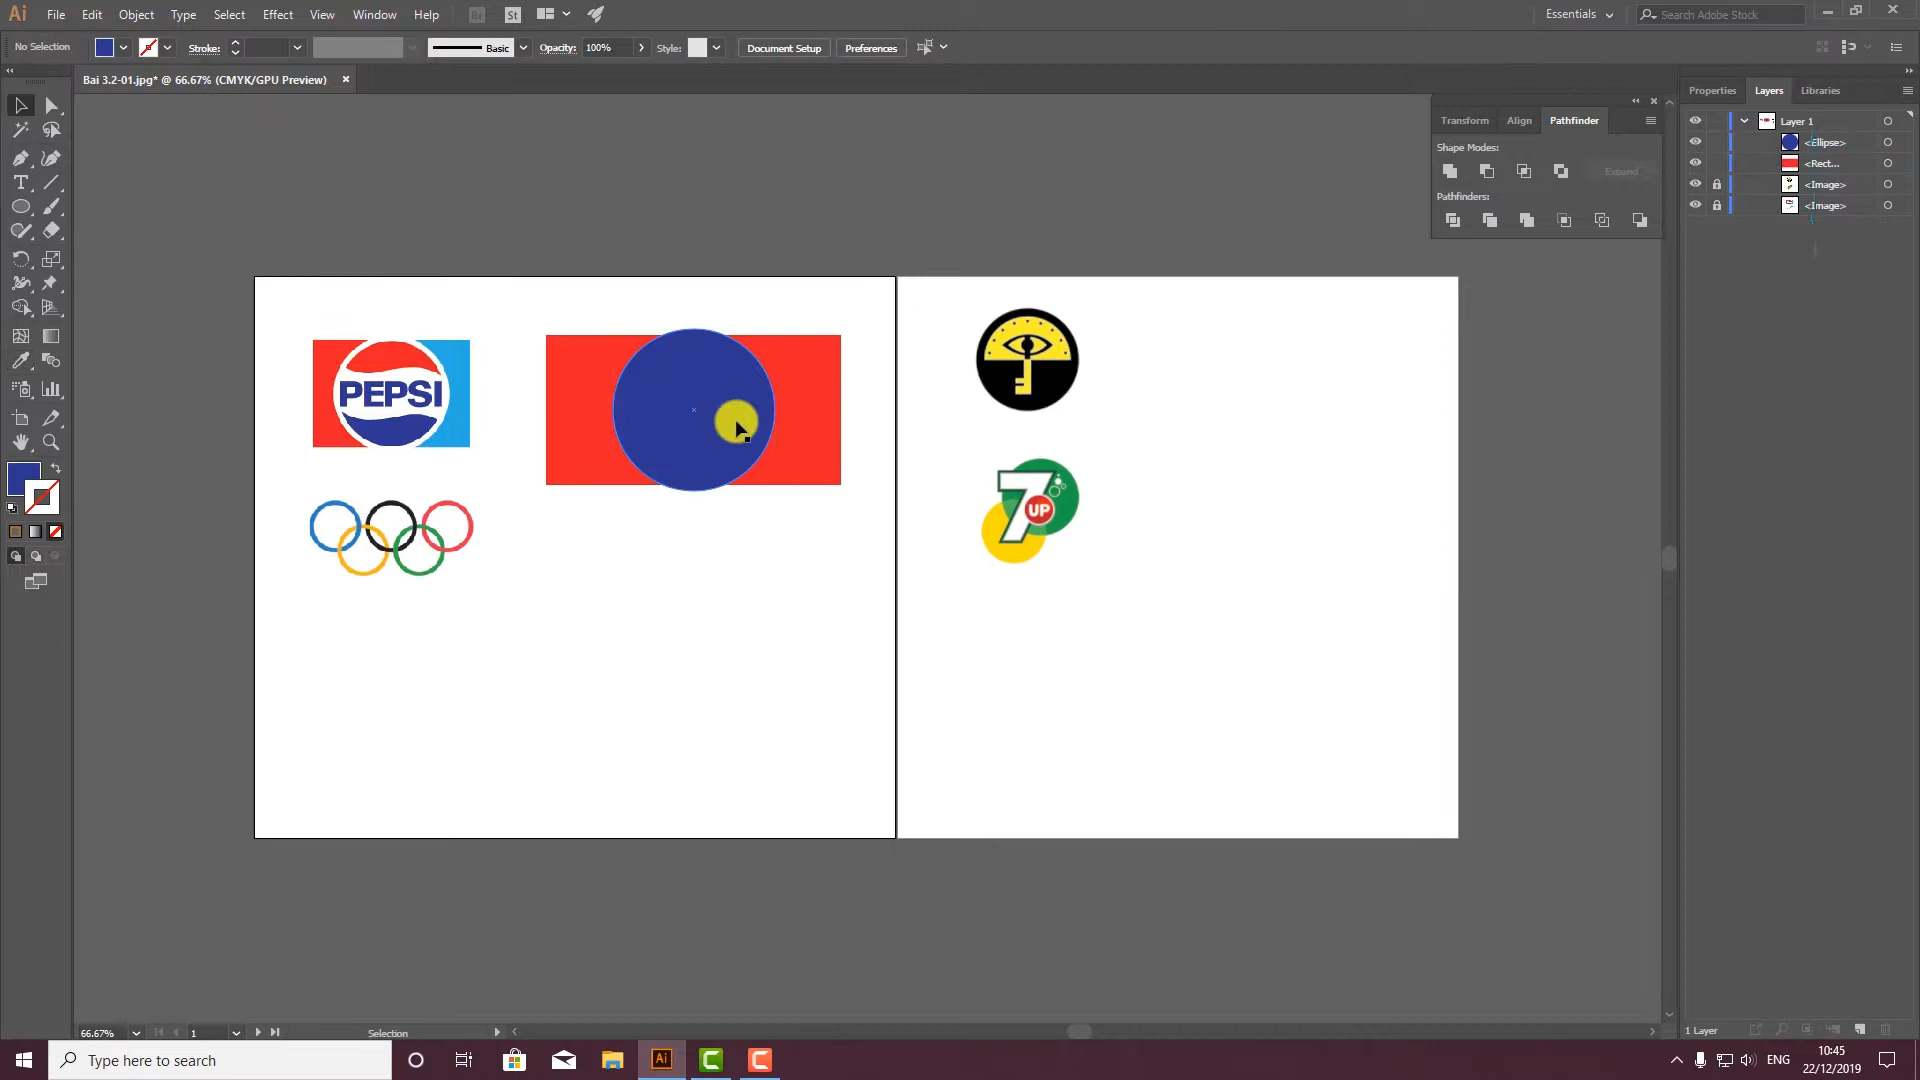 Ai File Edit Object Type Select Effect View Window Help Br St Essentials Search Adobe Stock
No Selection Stroke: Basic Opacity: 100% Style: Document Setup Preferences
Bai 3.2-01.jpg* @ 66.67% (CMYK/GPU Preview)
Properties Layers Libraries
Transform Align Pathfinder
Shape Modes:
Expand
Pathfinders:
Layer 1
<Ellipse>
<Rect...
<Image>
<Image>
PEPSI
7
UP
66.67% 1 Selection
1 Layer
Type here to search
Ai
ENG
10:45
22/12/2019